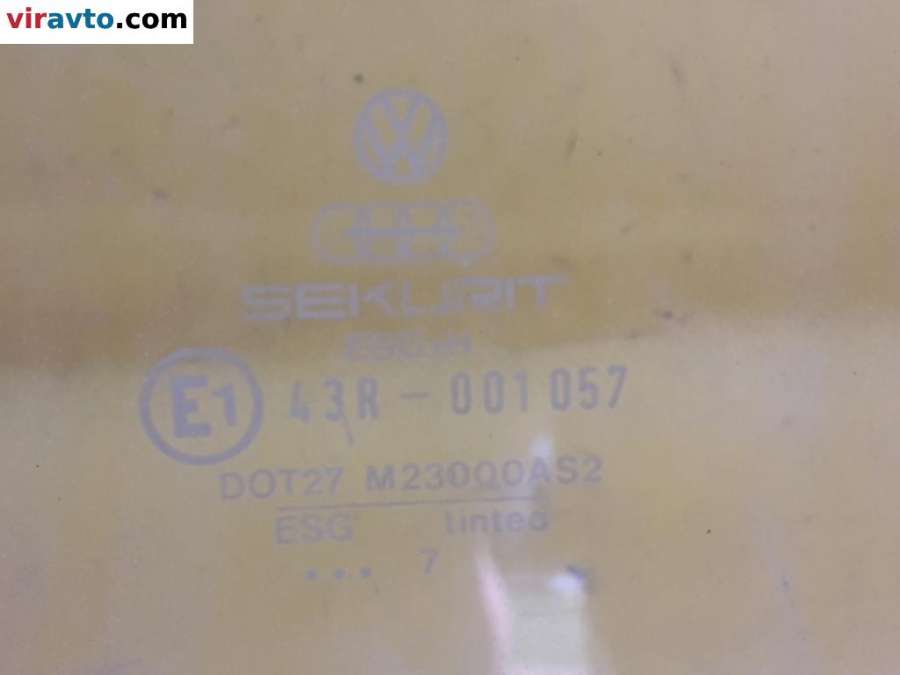 viravto.com
SEKURIT
E1
43R - 001057
DOT27 M23000AS2
ESG tinted
... 7